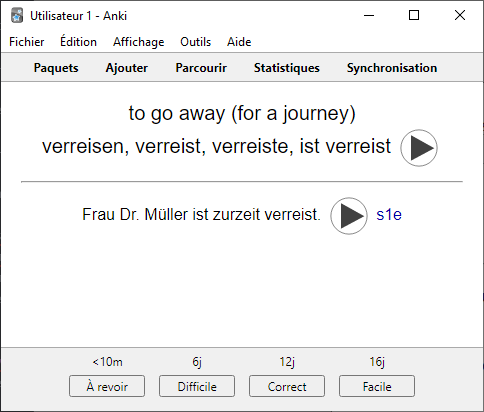 Utilisateur 1 - Anki
Fichier Édition Affichage Outils Aide
Paquets Ajouter Parcourir Statistiques Synchronisation
to go away (for a journey)
verreisen, verreist, verreiste, ist verreist
Frau Dr. Müller ist zurzeit verreist. s1e
<10m 6j 12j 16j
À revoir Difficile Correct Facile